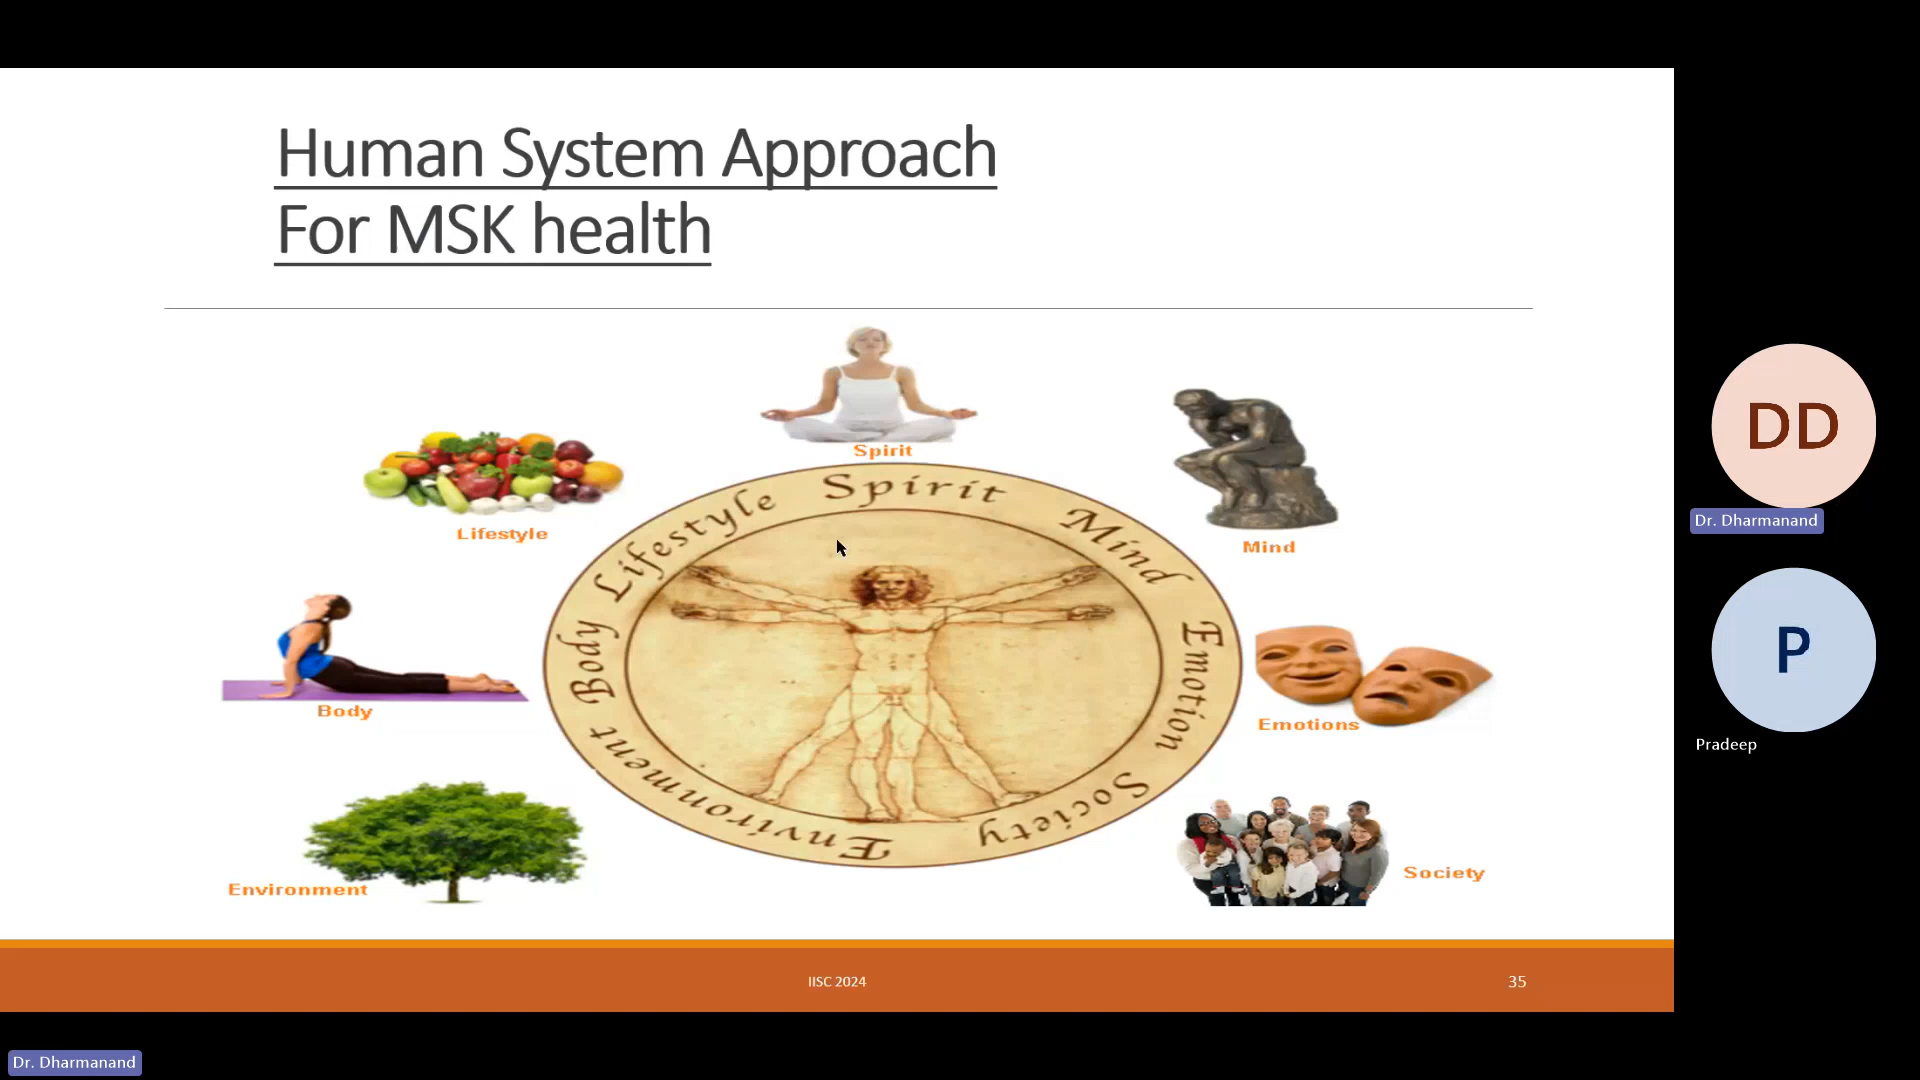 Human System Approach
For MSK health
Spirit
Lifestyle
Mind
Body
Emotions
Environment
Society
Spirit
Mind
Emotion
Society
Environment
Body
Lifestyle
IISC 2024
35
DD
Dr. Dharmanand
P
Pradeep
Dr. Dharmanand